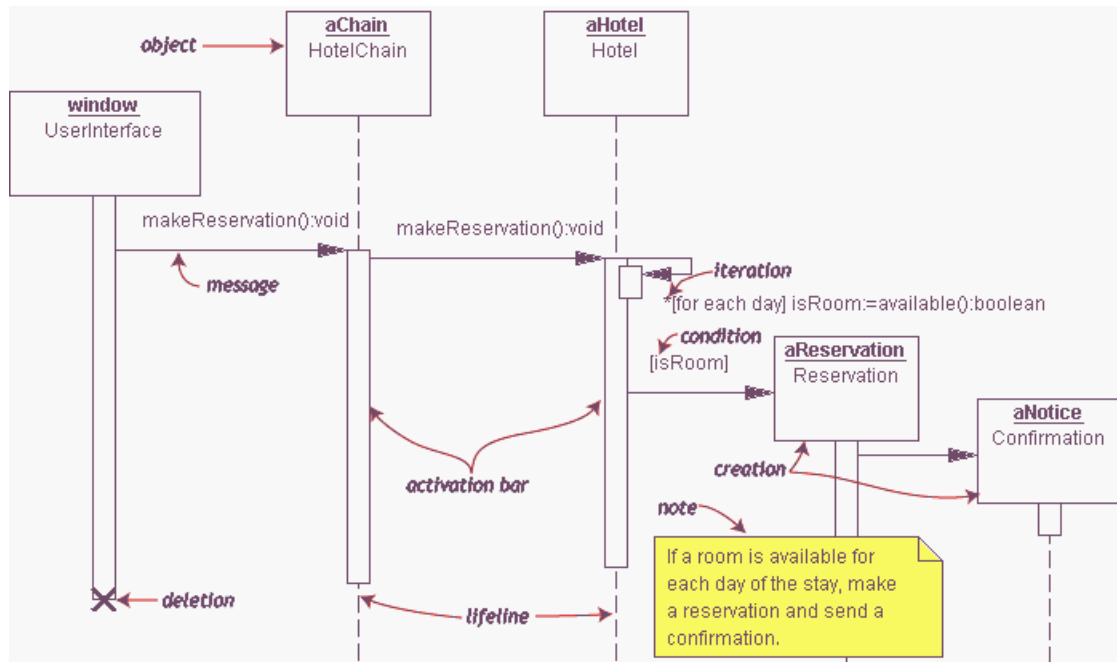 aChain
HotelChain
aHotel
Hotel
object
window
UserInterface
makeReservation():void
makeReservation():void
message
iteration
*[for each day] isRoom:=available():boolean
condition
[isRoom]
aReservation
Reservation
aNotice
Confirmation
activation bar
creation
note
If a room is available for
each day of the stay, make
a reservation and send a
confirmation.
deletion
lifeline